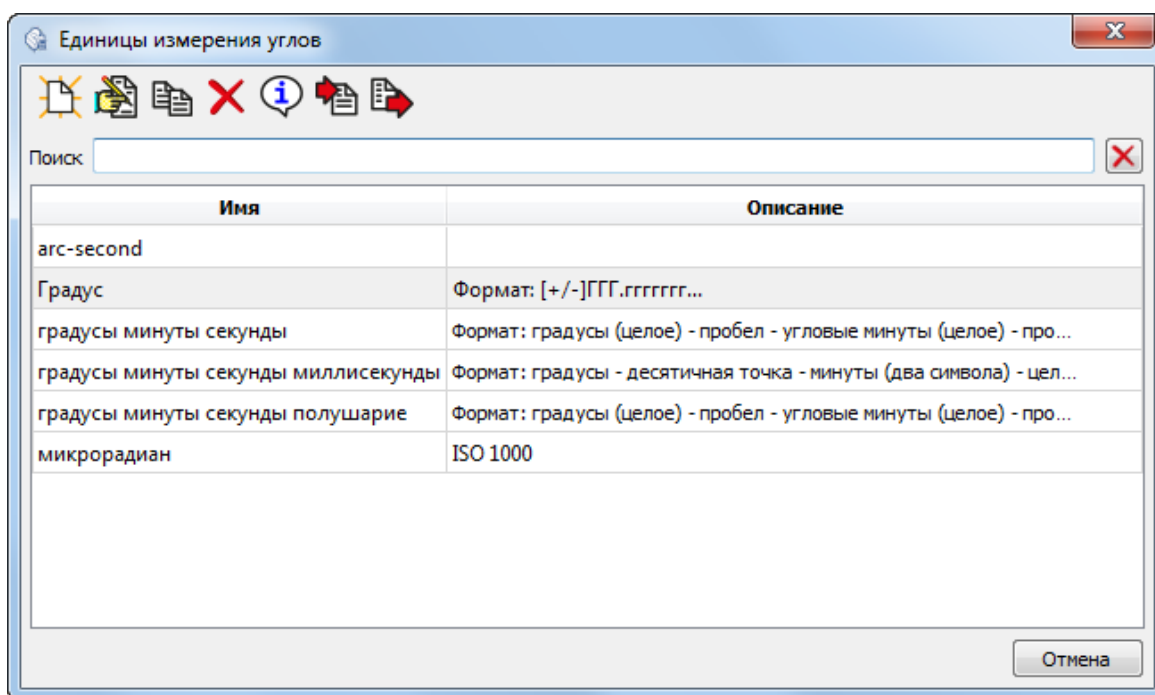 Единицы измерения углов
Поиск
Имя Описание
arc-second
Градус Формат: [+/-]ГГГ.ггггггг...
градусы минуты секунды Формат: градусы (целое) - пробел - угловые минуты (целое) - про...
градусы минуты секунды миллисекунды Формат: градусы - десятичная точка - минуты (два символа) - цел...
градусы минуты секунды полушарие Формат: градусы (целое) - пробел - угловые минуты (целое) - про...
микрорадиан ISO 1000
Отмена